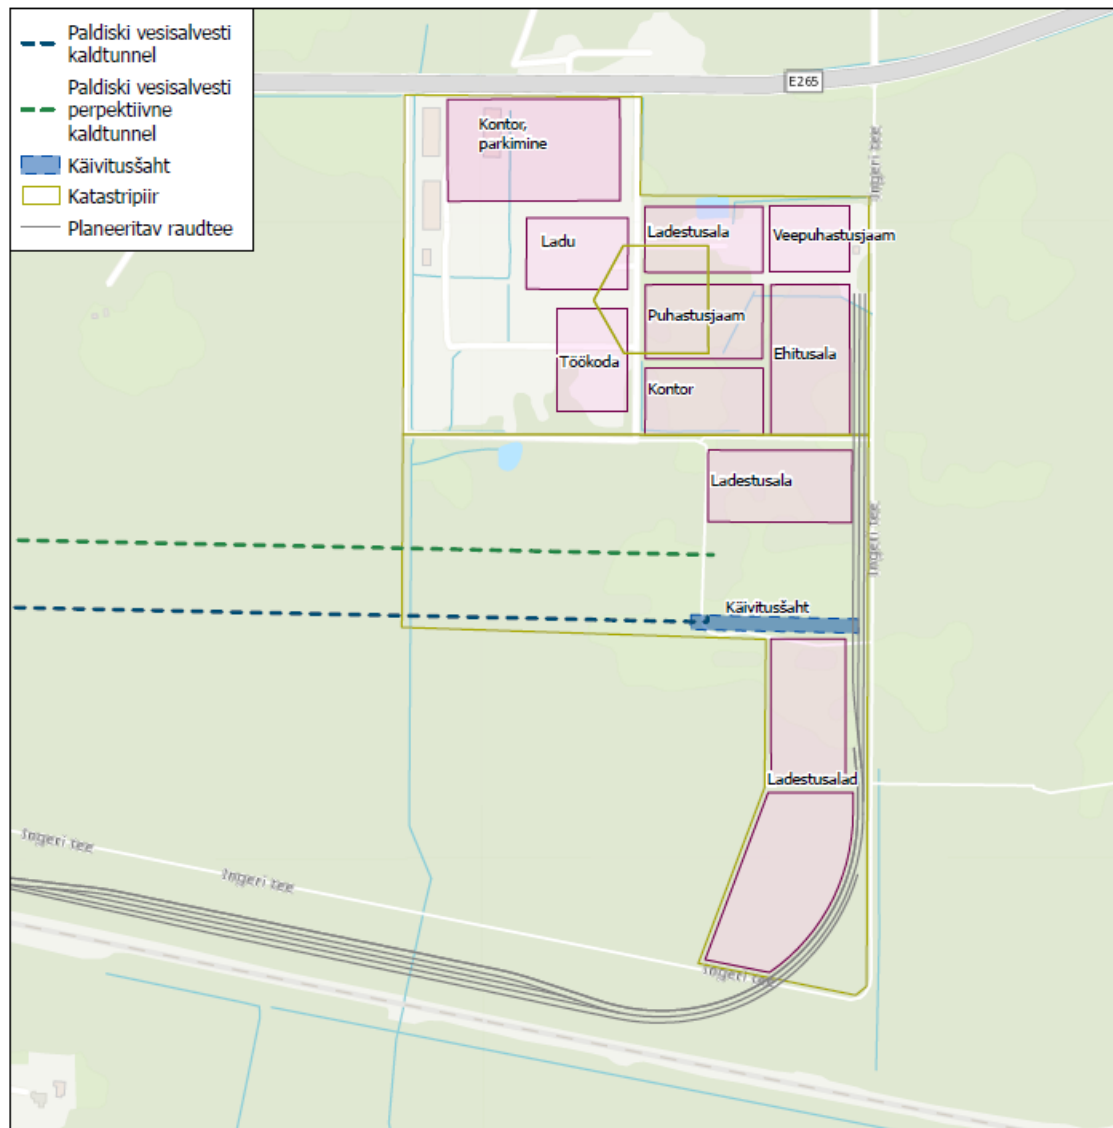 Paldiski vesisalvesti
kaldtunnel
Paldiski vesisalvesti
perpektiivne
kaldtunnel
Käivitusšaht
Katastripiir
Planeeritav raudtee
E265
Kontor,
parkimine
Ingeri tee
Ladu
Ladestusala
Veepuhastusjaam
Puhastusjaam
Töökoda
Ehitusala
Kontor
Ladestusala
Ingeri tee
Käivitusšaht
Ladestusalad
Ingeri tee
Ingeri tee
Ingeri tee